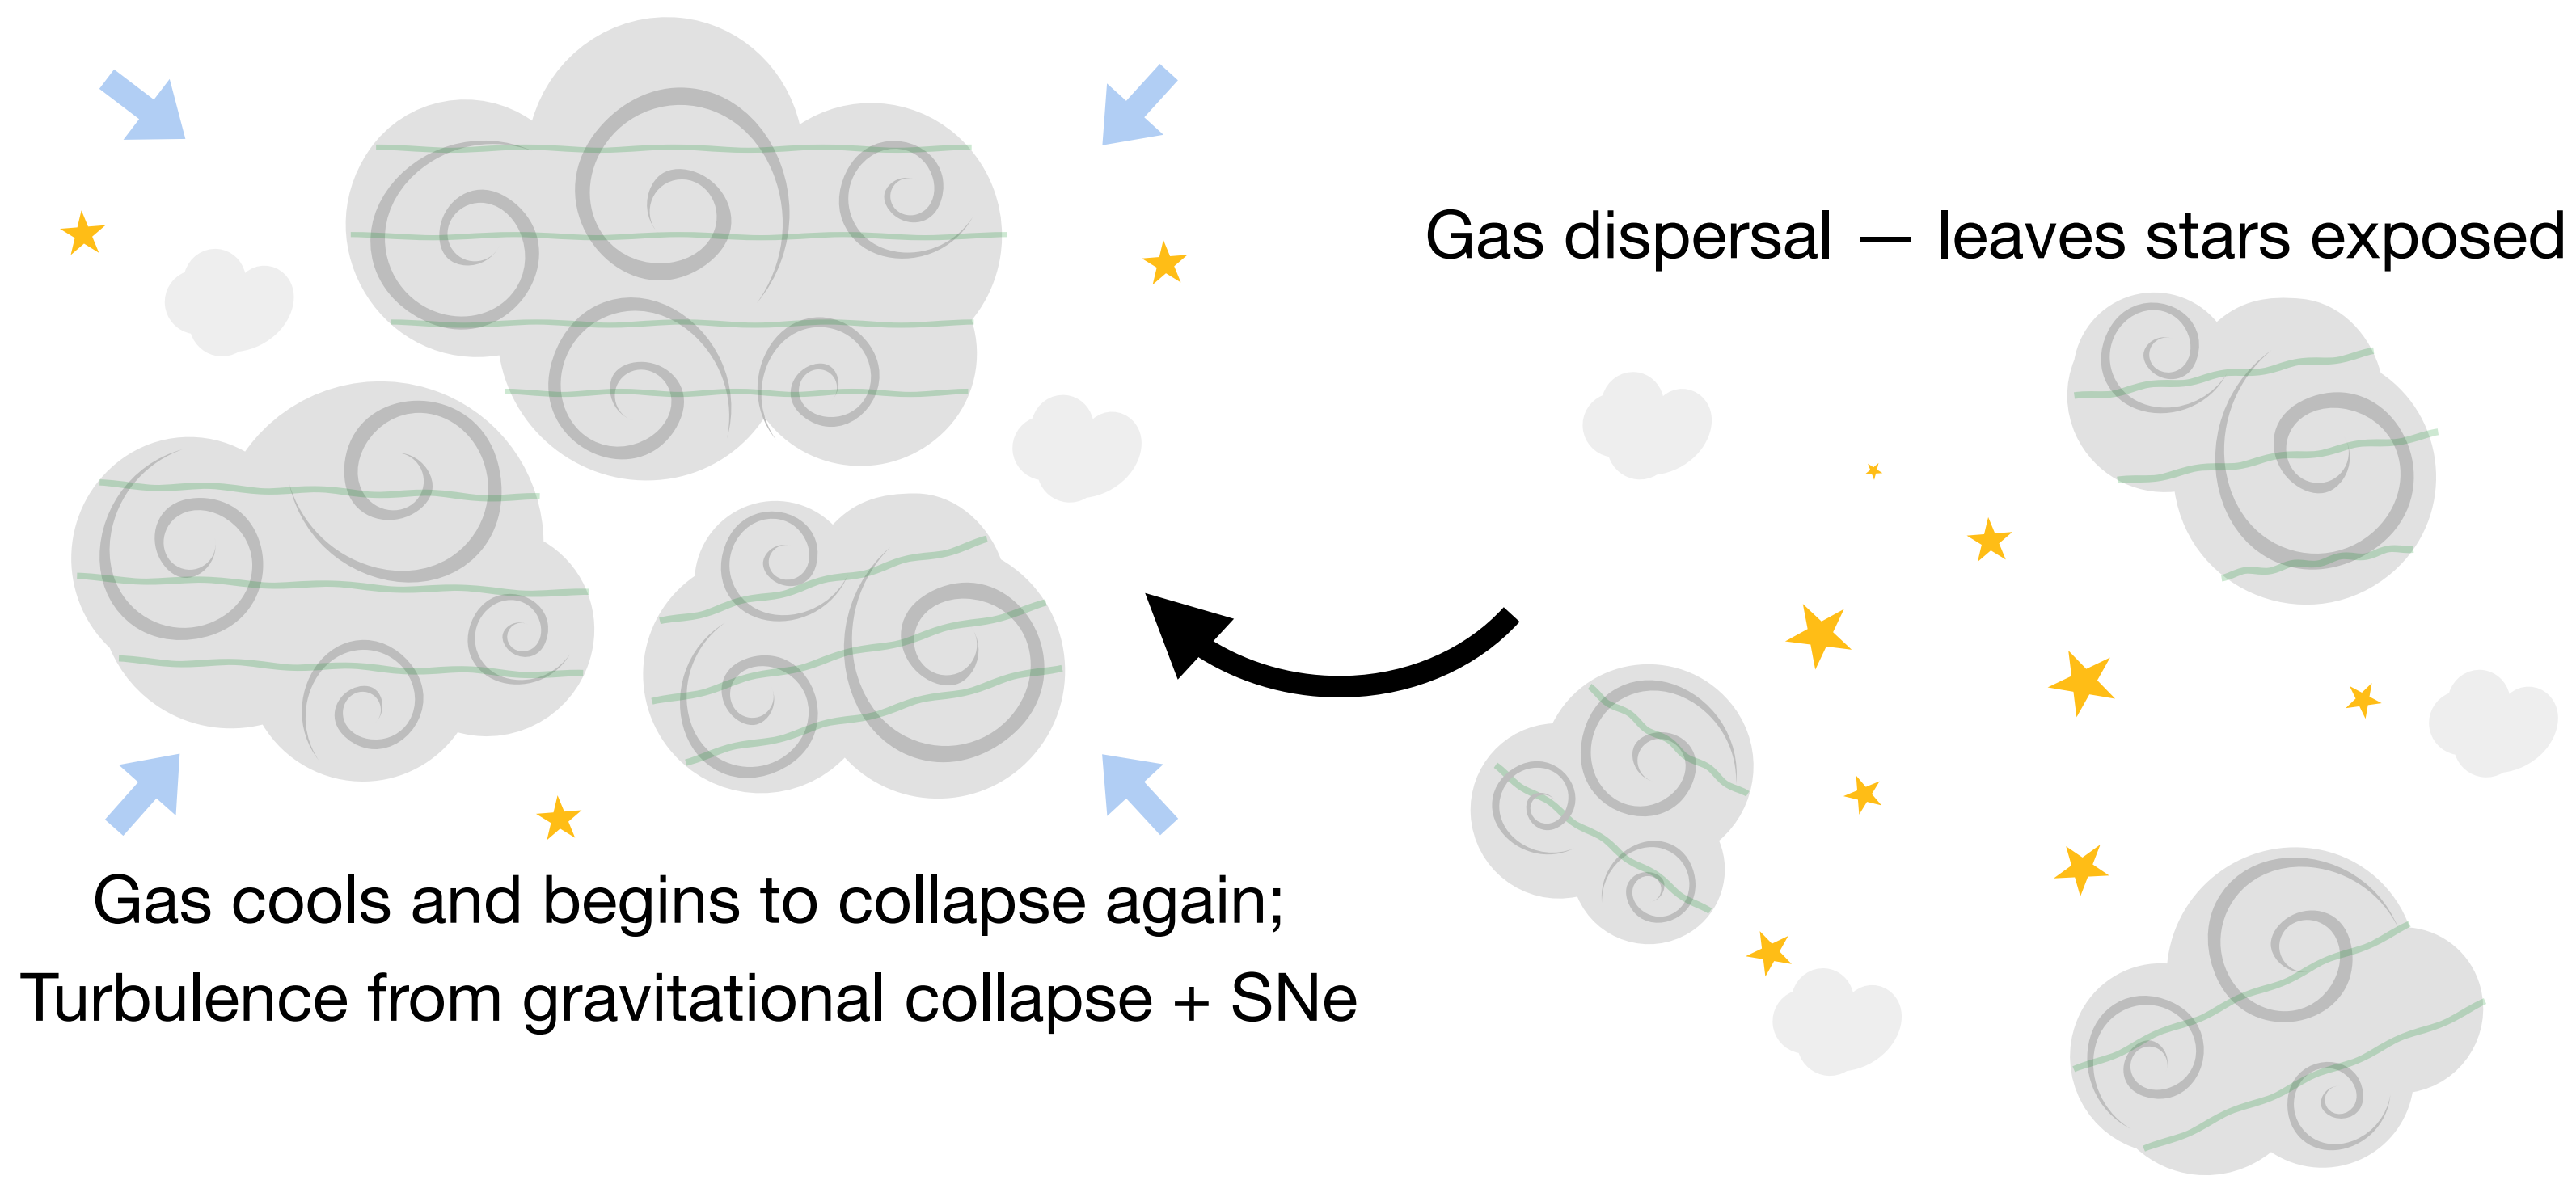 Gas dispersal — leaves stars exposed
Gas cools and begins to collapse again;
Turbulence from gravitational collapse + SNe